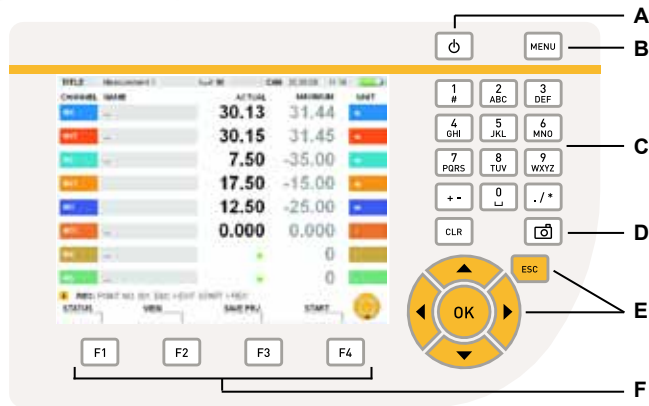 A
MENU
B
TITLE Measurement 1
CHANNEL NAME ACTUAL MAXIMUM UNIT
30.13 31.44
30.15 31.45
7.50 -35.00
17.50 -15.00
12.50 -25.00
0.000 0.000
0
0
STATUS VIEW SAVE PRJ. START
1 2 3
# ABC DEF
4 5 6
GHI JKL MNO
C
7 8 9
PQRS TUV WXYZ
+ - 0 . / *
CLR
D
ESC
E
OK
F1 F2 F3 F4
F